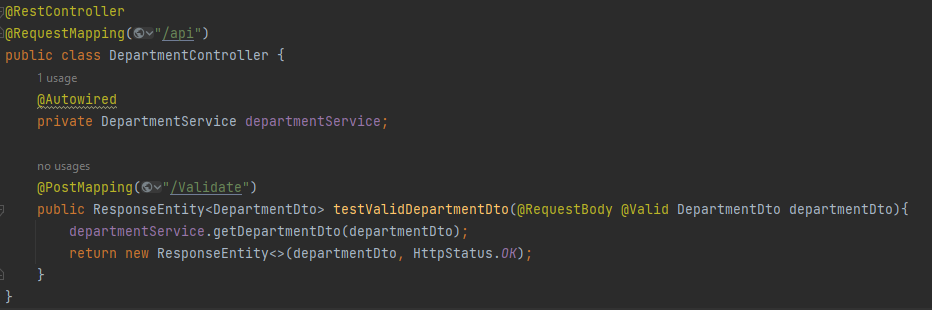 @RestController
@RequestMapping("/api")
public class DepartmentController {
1 usage
@Autowired
private DepartmentService departmentService;
no usages
@PostMapping("/Validate")
public ResponseEntity<DepartmentDto> testValidDepartmentDto(@RequestBody @Valid DepartmentDto departmentDto){
departmentService.getDepartmentDto(departmentDto);
return new ResponseEntity<>(departmentDto, HttpStatus.OK);
}
}